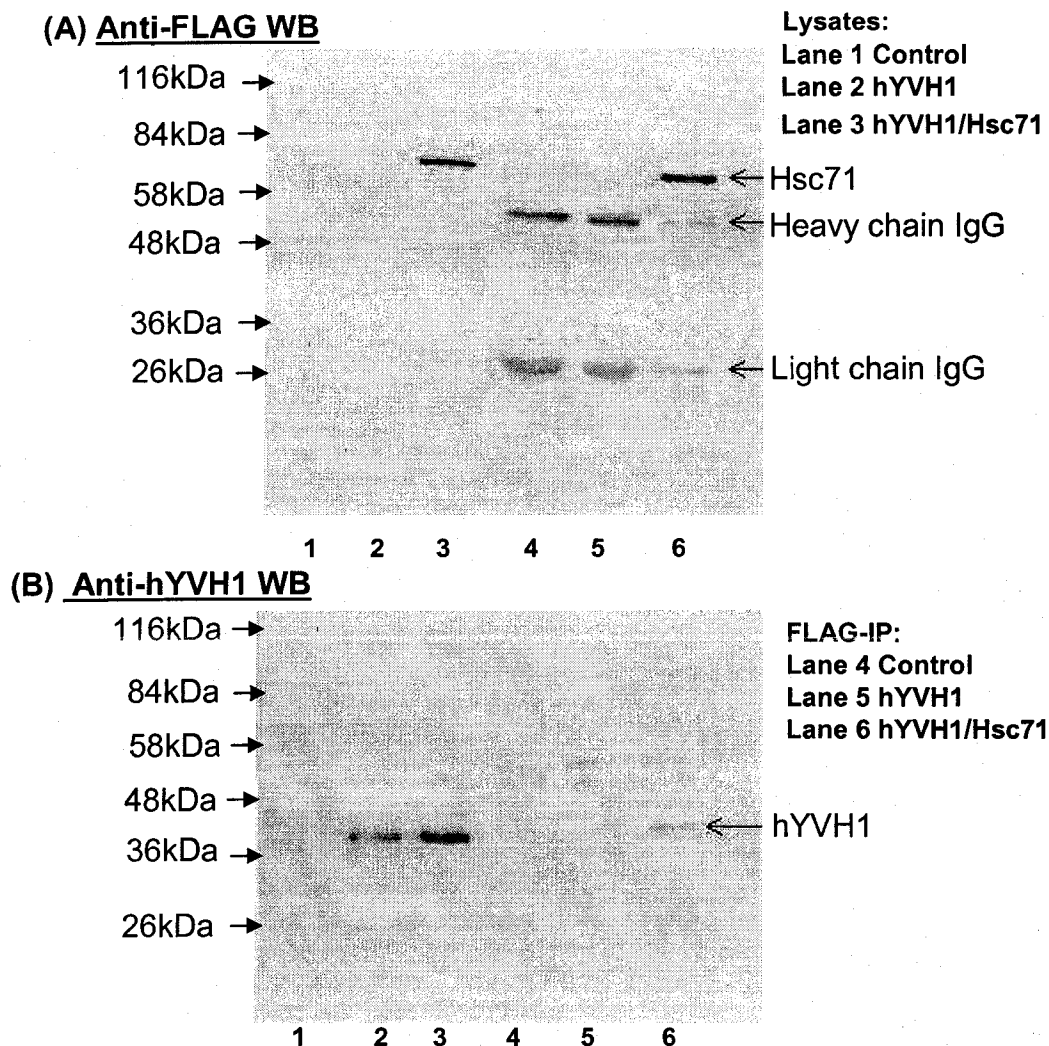 (A) Anti-FLAG WB
Lysates:
Lane 1 Control
Lane 2 hYVH1
Lane 3 hYVH1/Hsc71
116kDa
84kDa
58kDa
48kDa
36kDa
26kDa
Hsc71
Heavy chain IgG
Light chain IgG
1 2 3 4 5 6
(B) Anti-hYVH1 WB
FLAG-IP:
Lane 4 Control
Lane 5 hYVH1
Lane 6 hYVH1/Hsc71
116kDa
84kDa
58kDa
48kDa
36kDa
26kDa
hYVH1
1 2 3 4 5 6